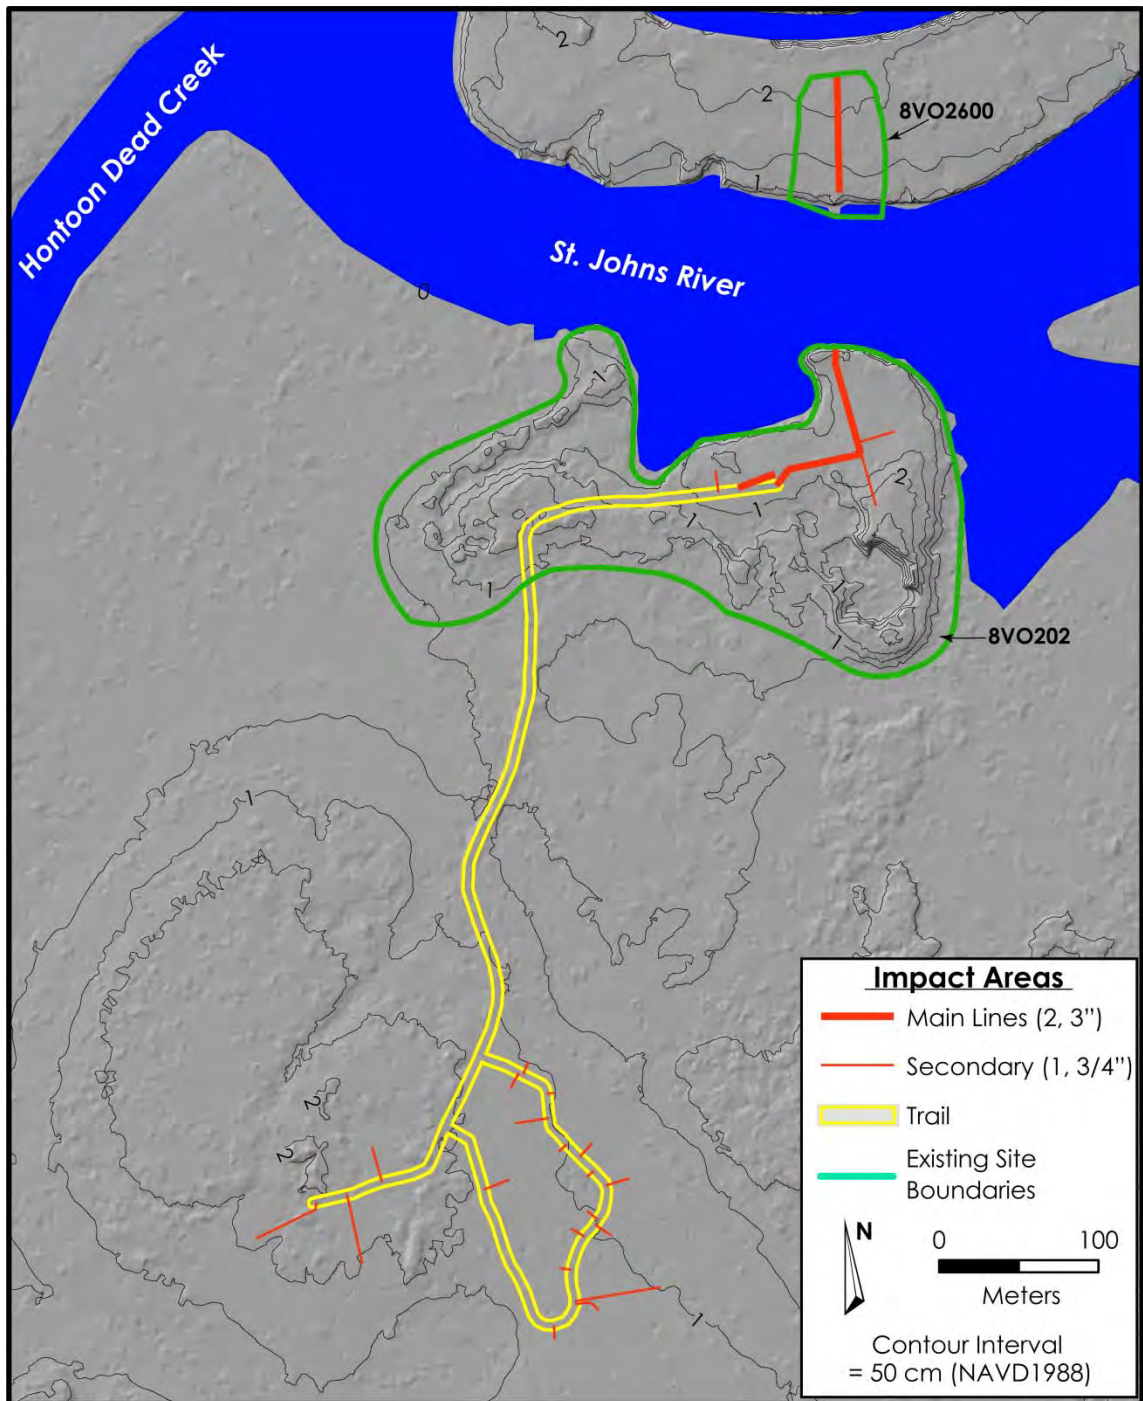 2
2
8VO2600
1
Hontoon Dead Creek
St. Johns River
0
1
2
1
1
1
1
1
8VO202
1
2
2
1
Impact Areas
Main Lines (2, 3”)
Secondary (1, 3/4”)
Trail
Existing Site
Boundaries
N
0 100
Meters
Contour Interval
= 50 cm (NAVD1988)